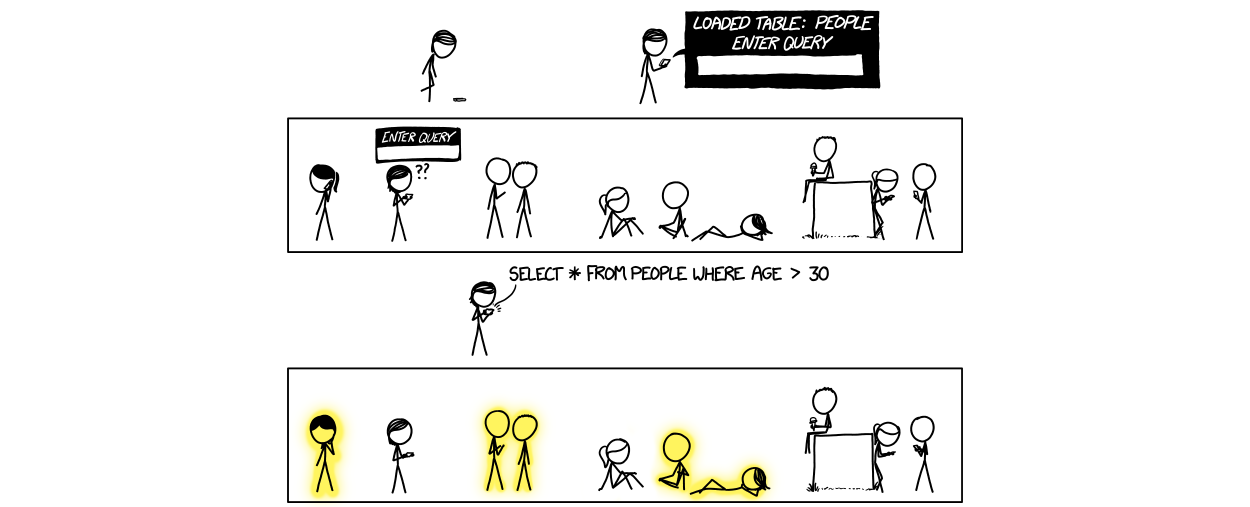 LOADED TABLE: PEOPLE
ENTER QUERY
ENTER QUERY
??
SELECT * FROM PEOPLE WHERE AGE > 30